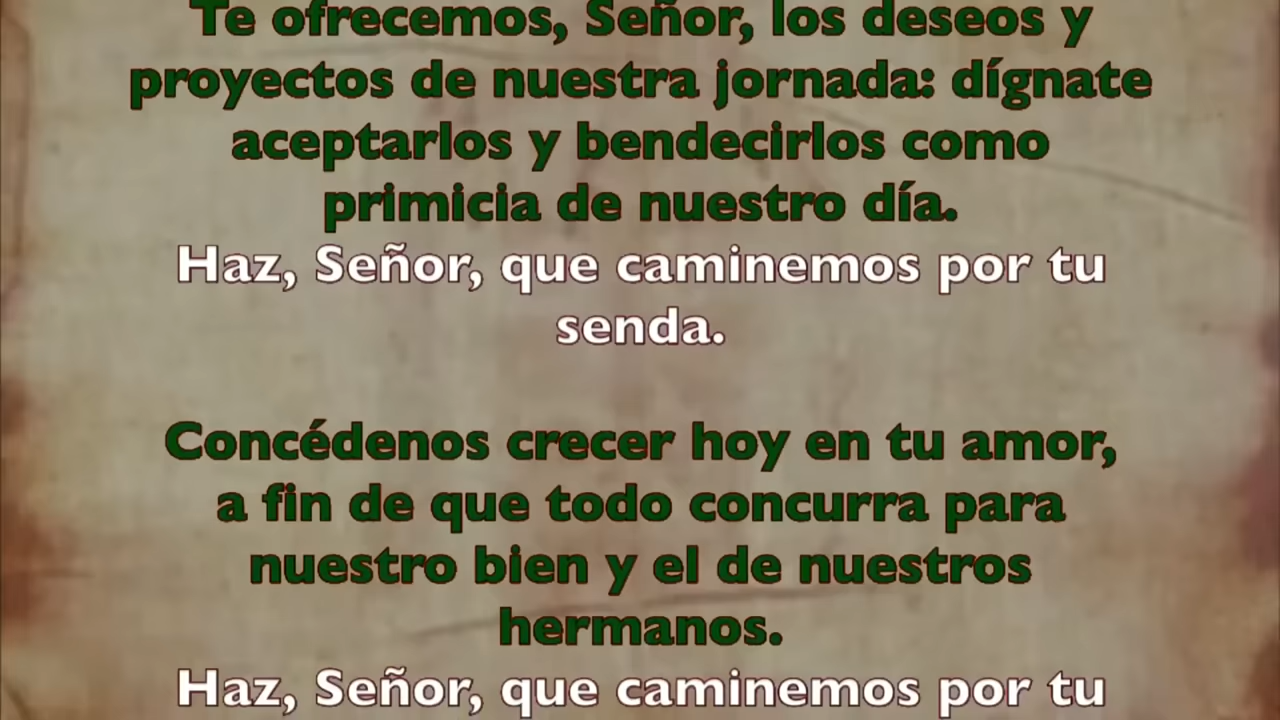 Te ofrecemos, Señor, los deseos y
proyectos de nuestra jornada: dígnate
aceptarlos y bendecirlos como
primicia de nuestro día.
Haz, Señor, que caminemos por tu
senda.
Concédenos crecer hoy en tu amor,
a fin de que todo concurra para
nuestro bien y el de nuestros
hermanos.
Haz, Señor, que caminemos por tu